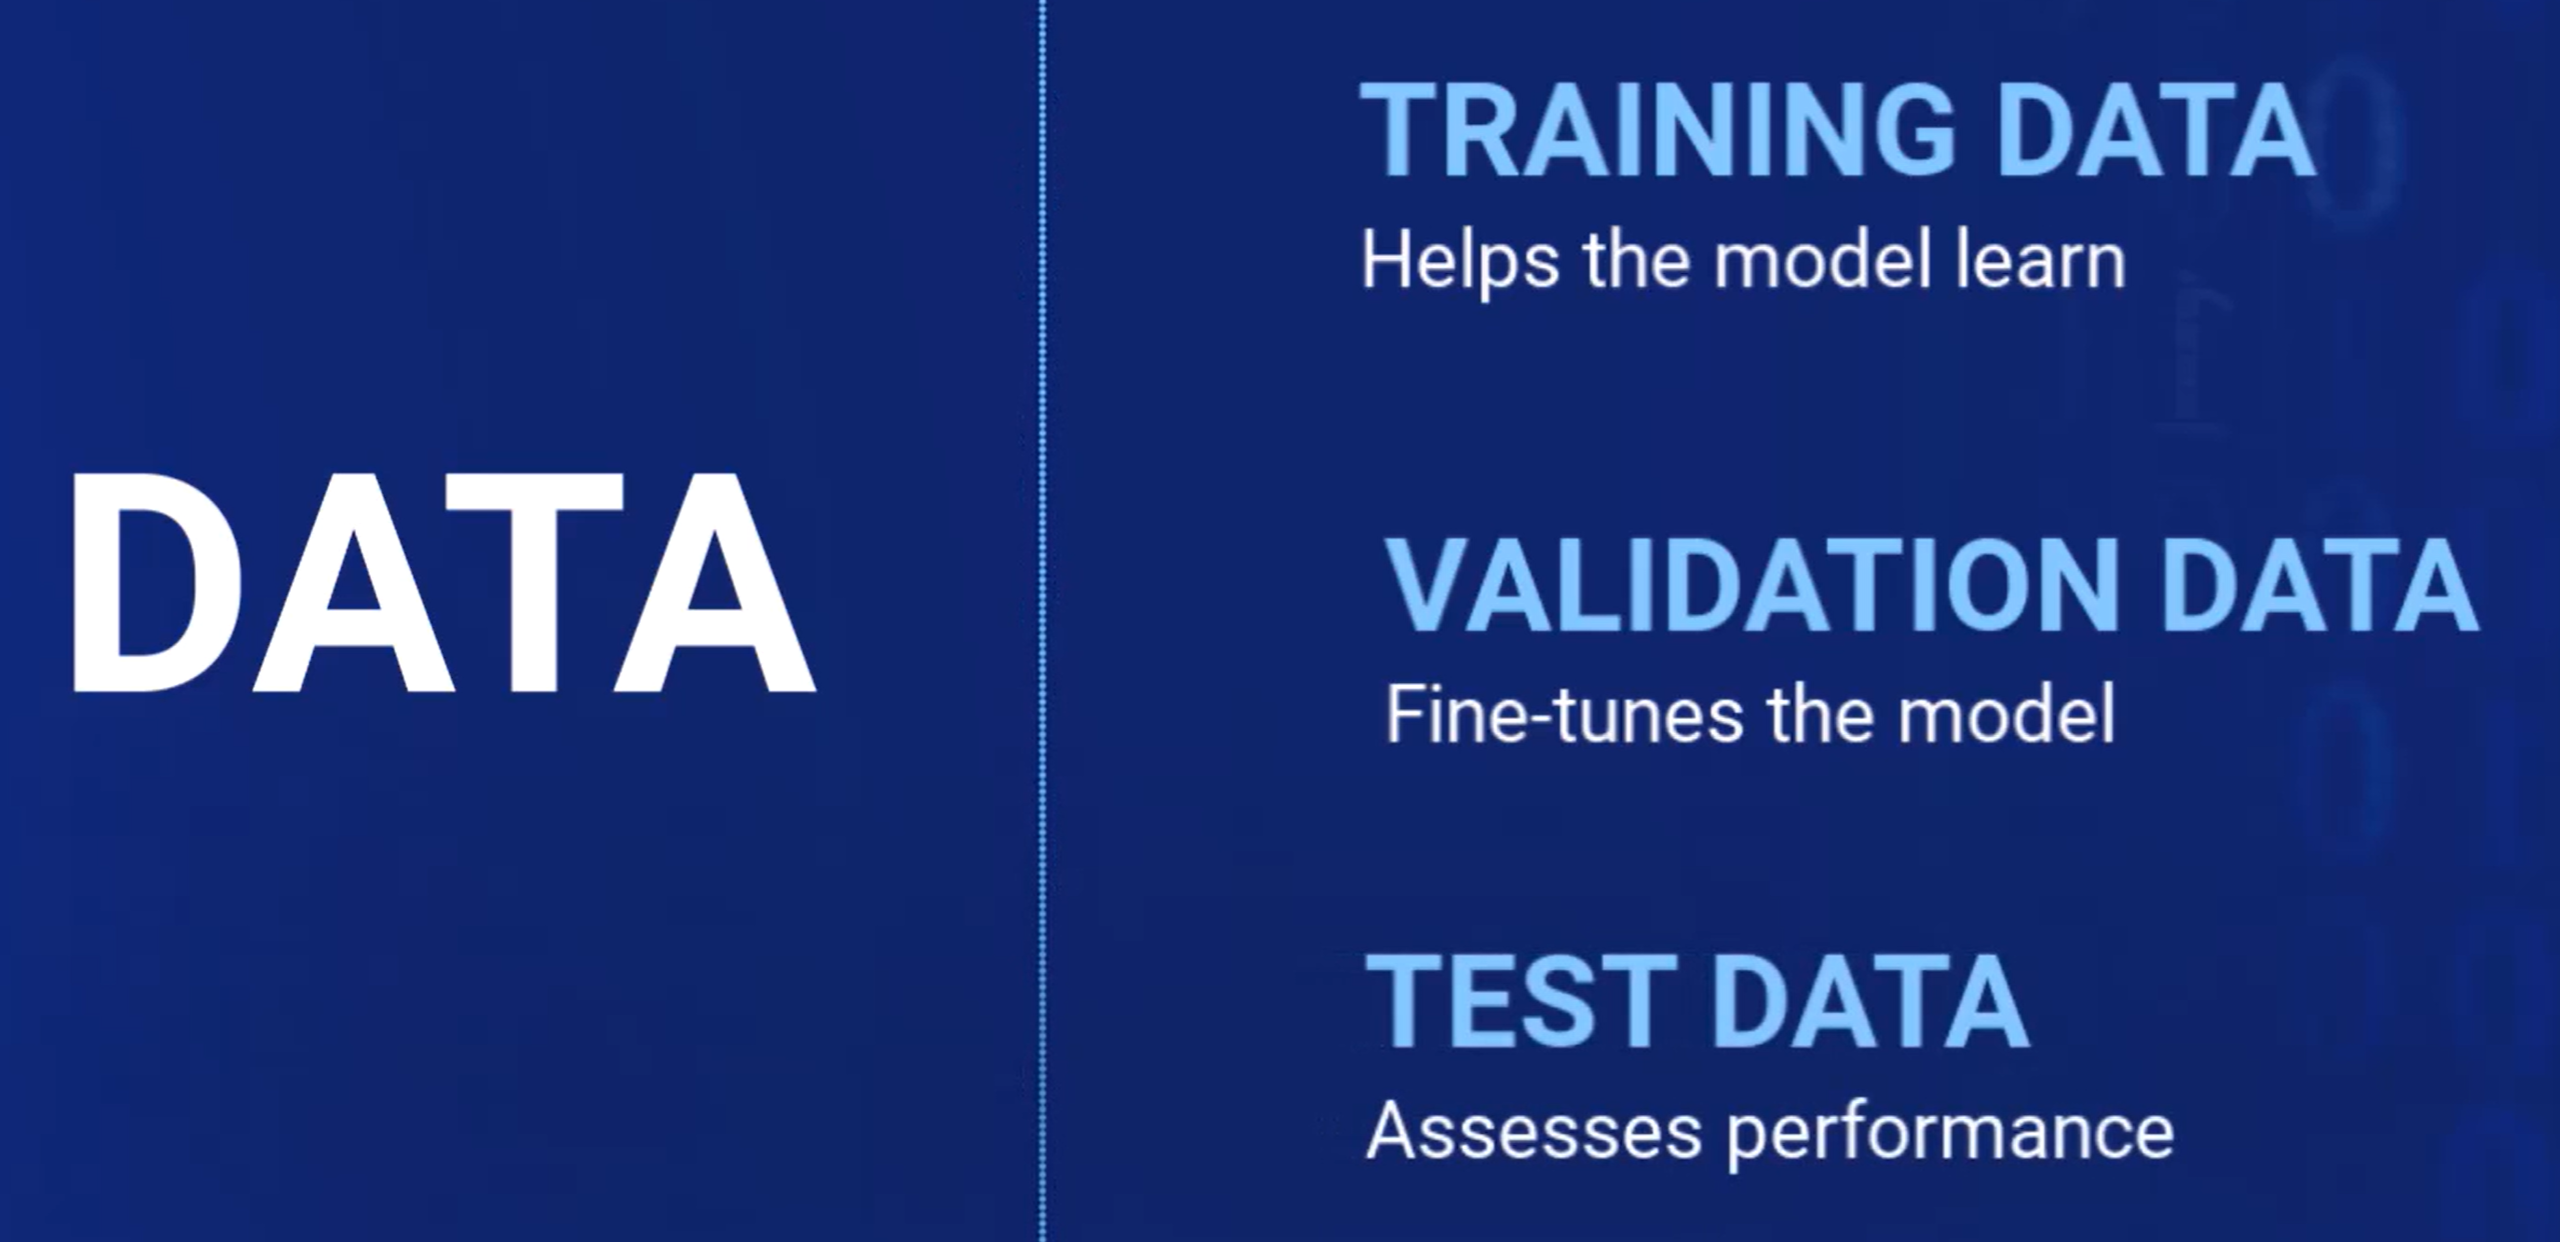 DATA
TRAINING DATA
Helps the model learn
VALIDATION DATA
Fine-tunes the model
TEST DATA
Assesses performance